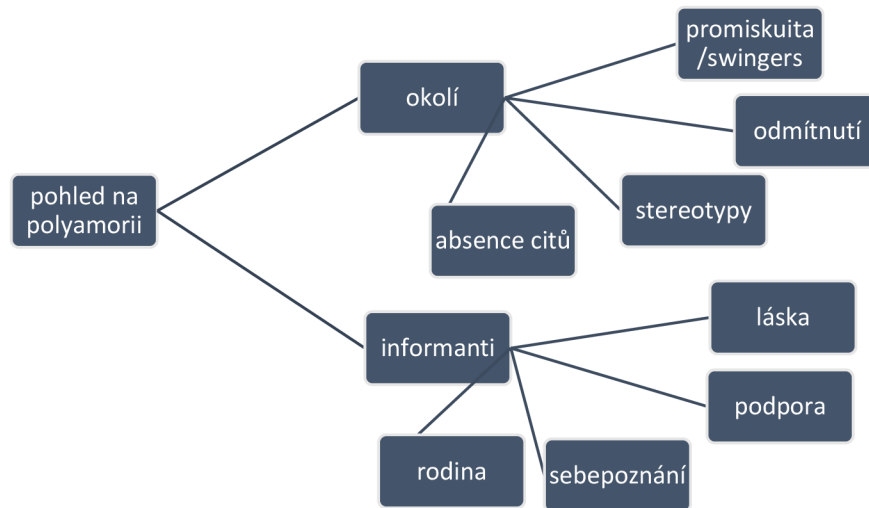 promiskuita
/swingers
okolí
odmítnutí
pohled na
polyamorii
stereotypy
absence citů
láska
informanti
podpora
rodina
sebepoznání